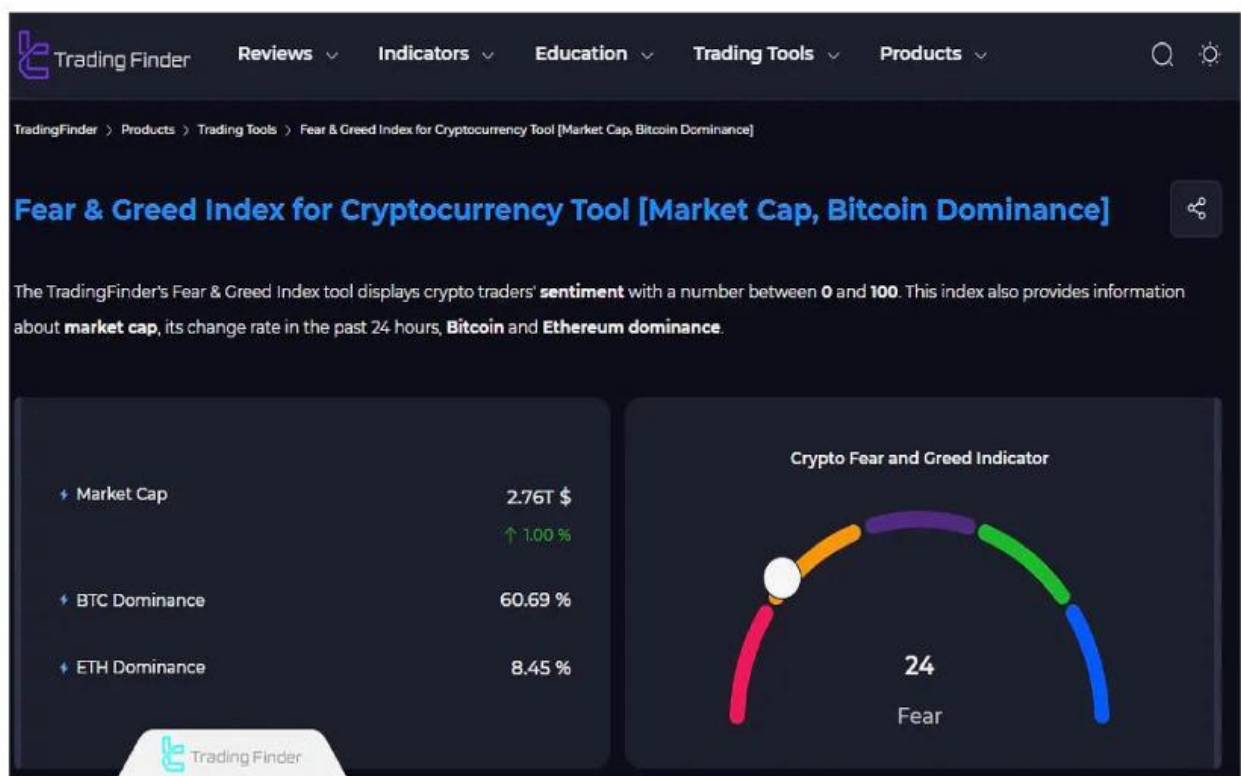 Trading Finder Reviews Indicators Education Trading Tools Products
TradingFinder > Products > Trading Tools > Fear & Greed Index for Cryptocurrency Tool [Market Cap, Bitcoin Dominance]
Fear & Greed Index for Cryptocurrency Tool [Market Cap, Bitcoin Dominance]
The TradingFinder's Fear & Greed Index tool displays crypto traders' sentiment with a number between 0 and 100. This index also provides information
about market cap, its change rate in the past 24 hours, Bitcoin and Ethereum dominance.
Market Cap 2.76T $
↑ 1.00 %
BTC Dominance 60.69 %
ETH Dominance 8.45 %
Crypto Fear and Greed Indicator
24
Fear
Trading Finder